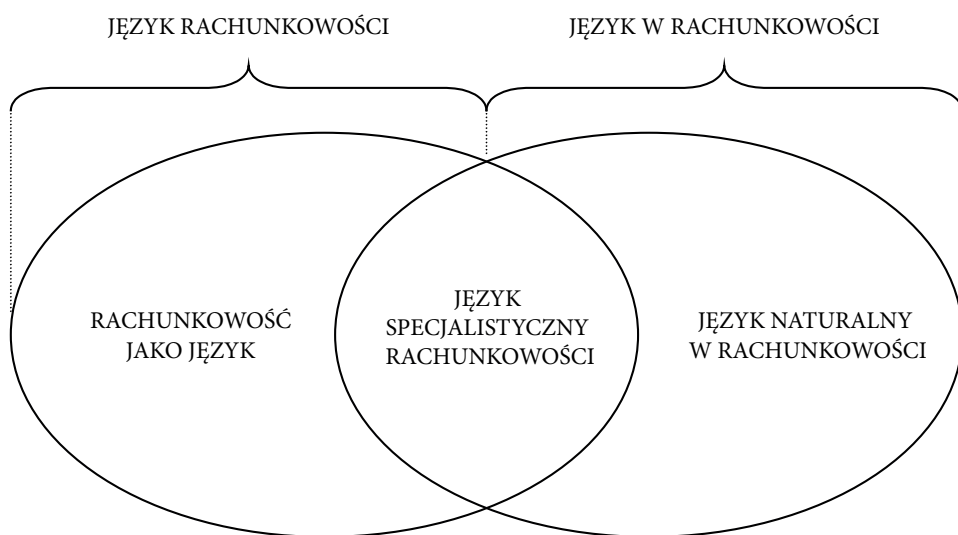 JĘZYK RACHUNKOWOŚCI
JĘZYK W RACHUNKOWOŚCI
RACHUNKOWOŚĆ
JAKO JĘZYK
JĘZYK
SPECJALISTYCZNY
RACHUNKOWOŚCI
JĘZYK NATURALNY
W RACHUNKOWOŚCI